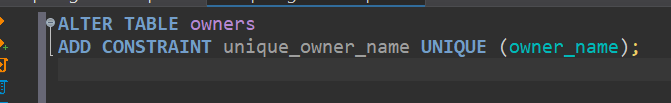 ALTER TABLE owners
ADD CONSTRAINT unique_owner_name UNIQUE (owner_name);